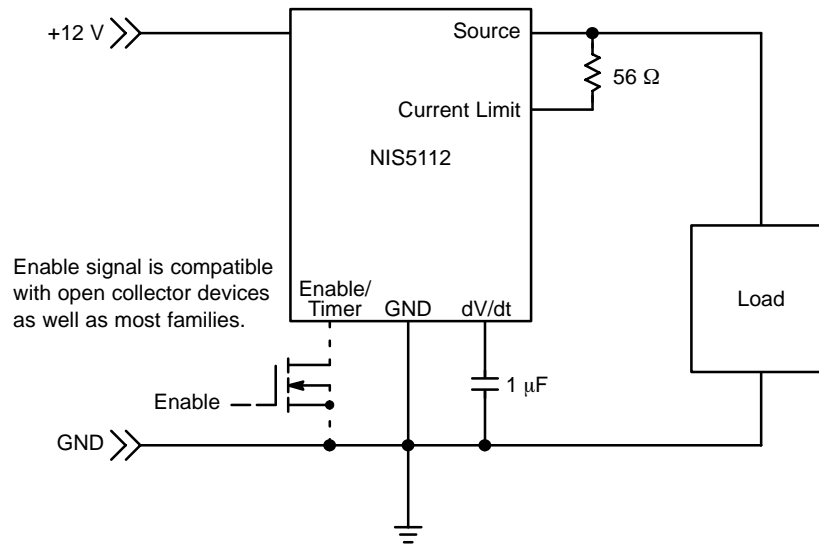 +12 V
Source
56 Ω
Current Limit
NIS5112
Enable signal is compatible
with open collector devices
as well as most families.
Enable/
Timer
GND
dV/dt
Load
1 μF
Enable
GND